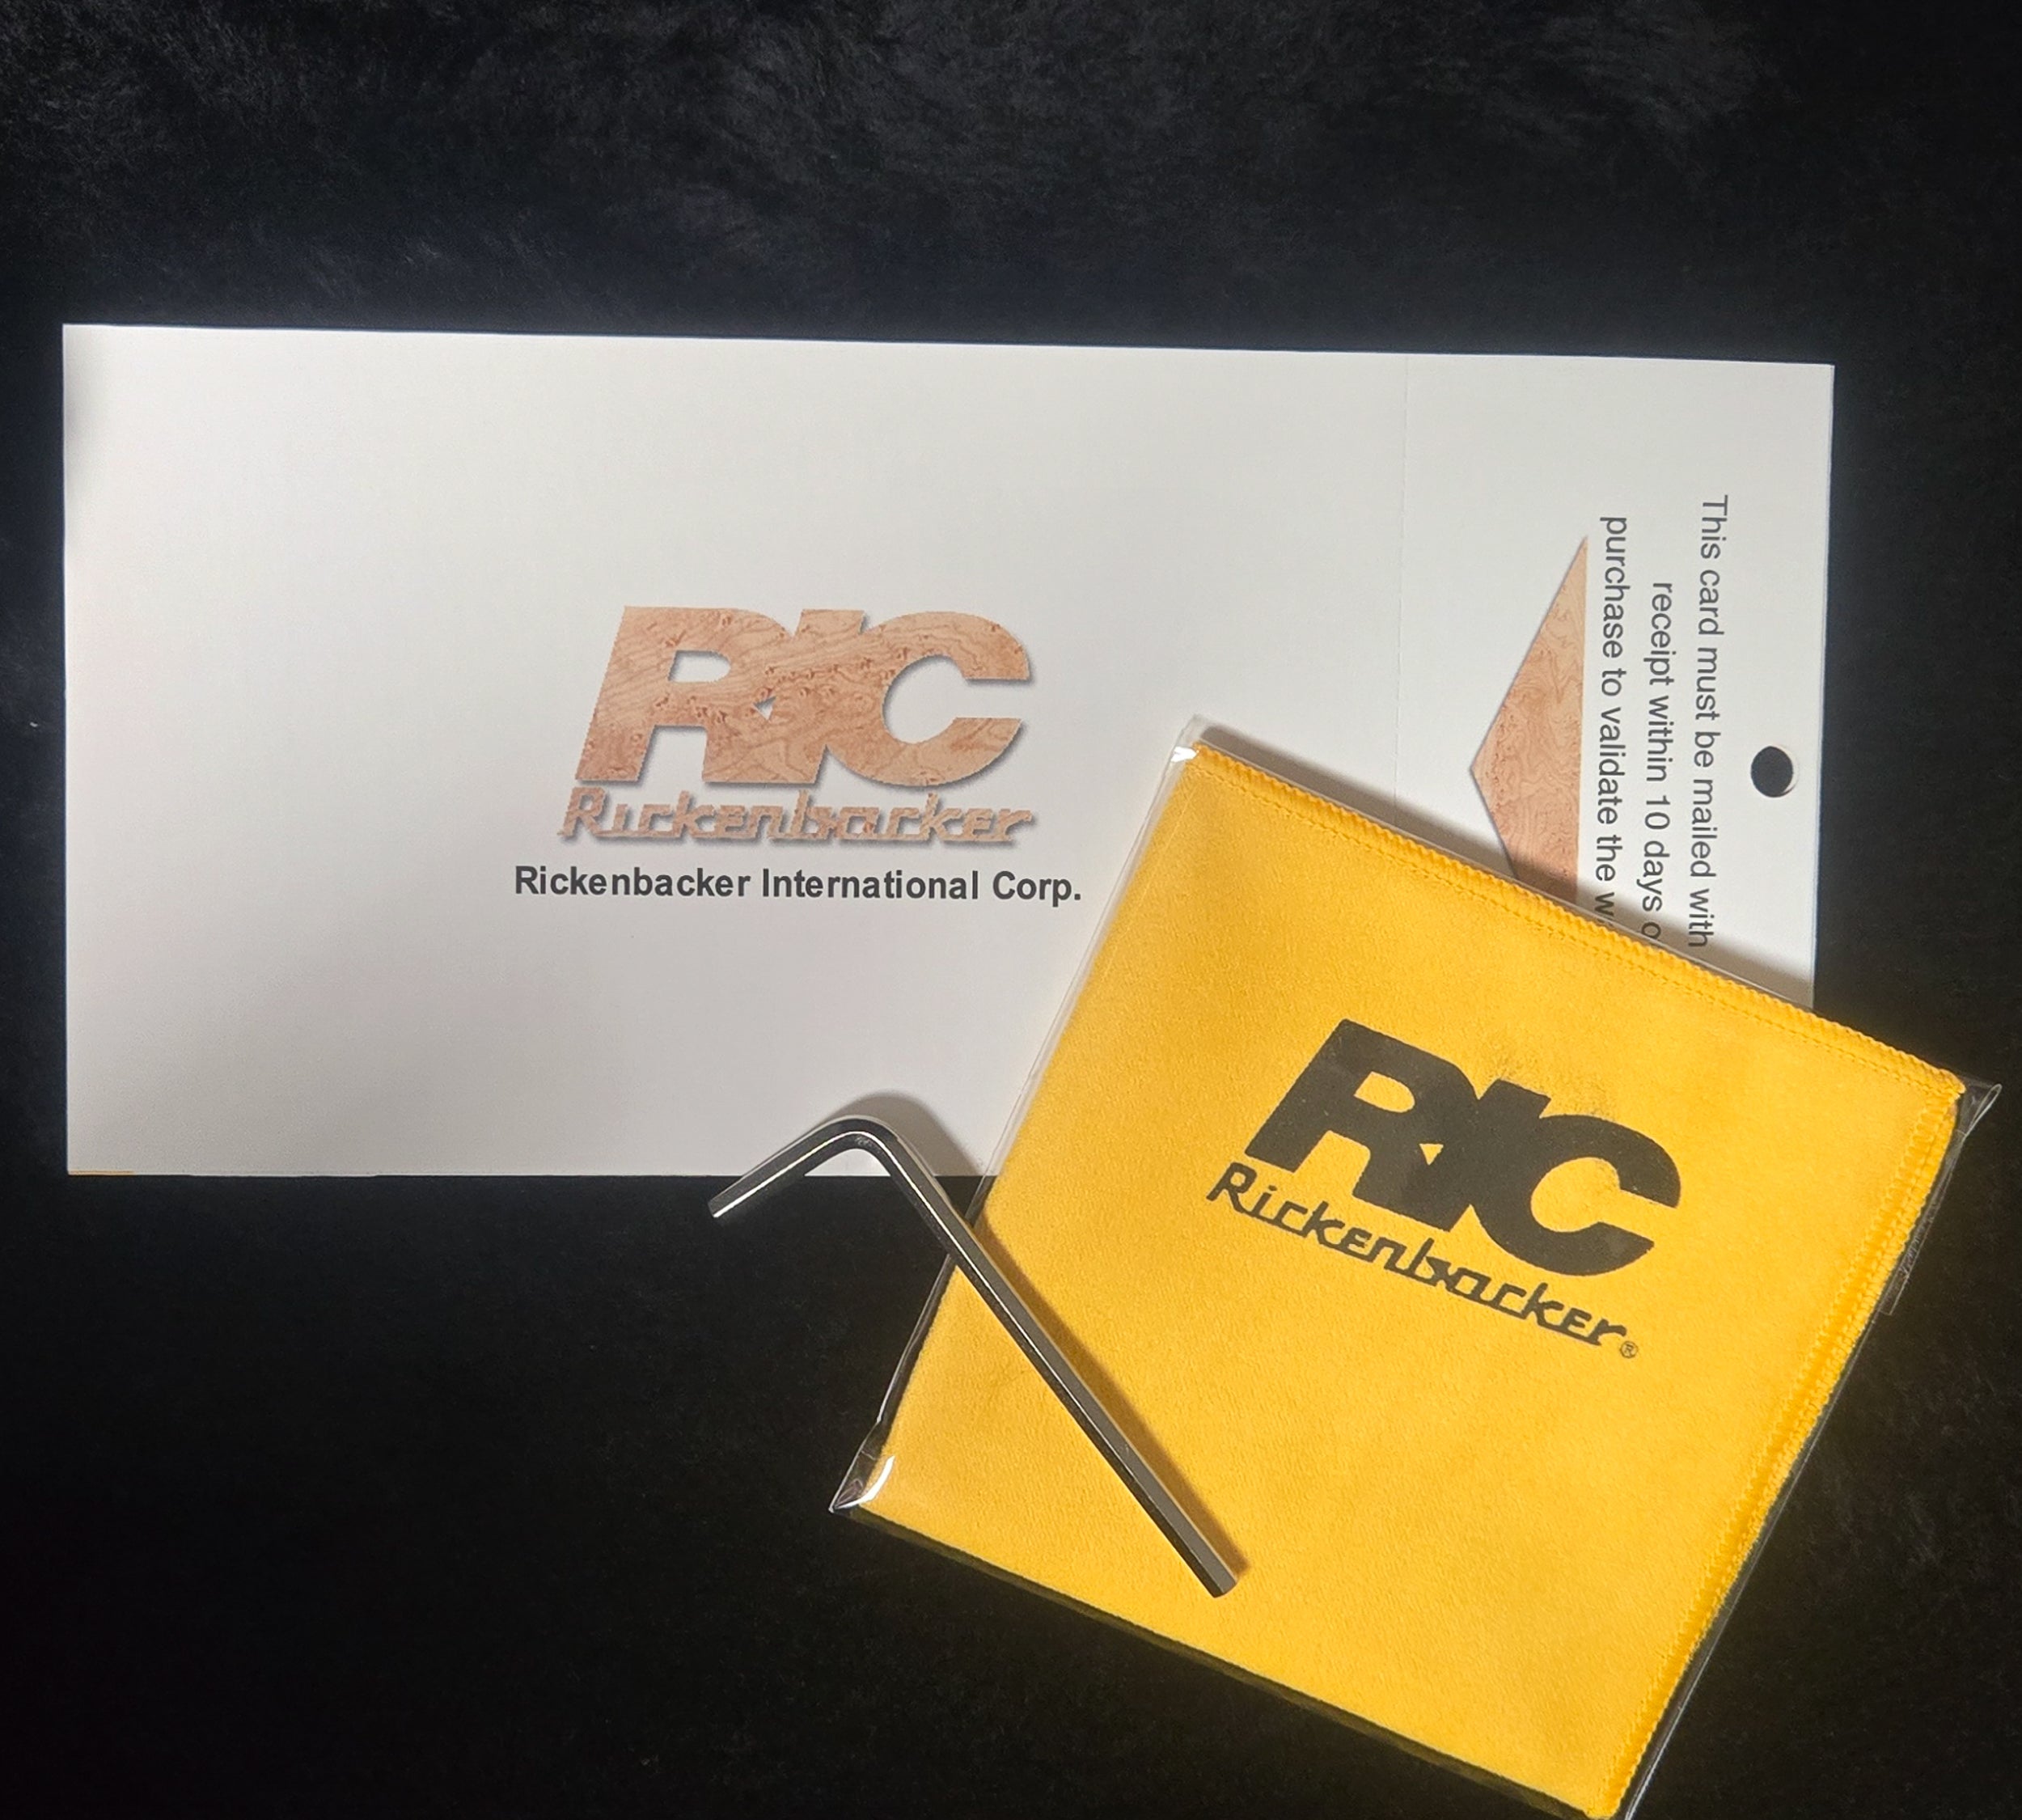 RIC
Rickenbacker
Rickenbacker International Corp.
This card must be mailed with
receipt within 10 days
purchase to validate the
RIC
Rickenbacker®